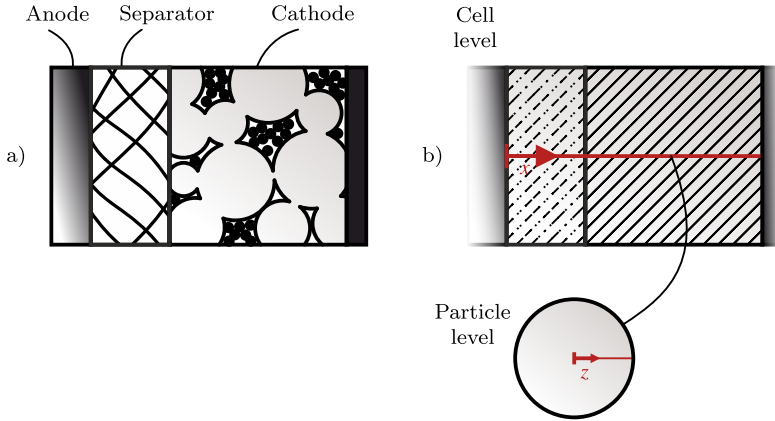 Anode
Separator
Cathode
Cell
level
a)
b)
x
Particle
level
z